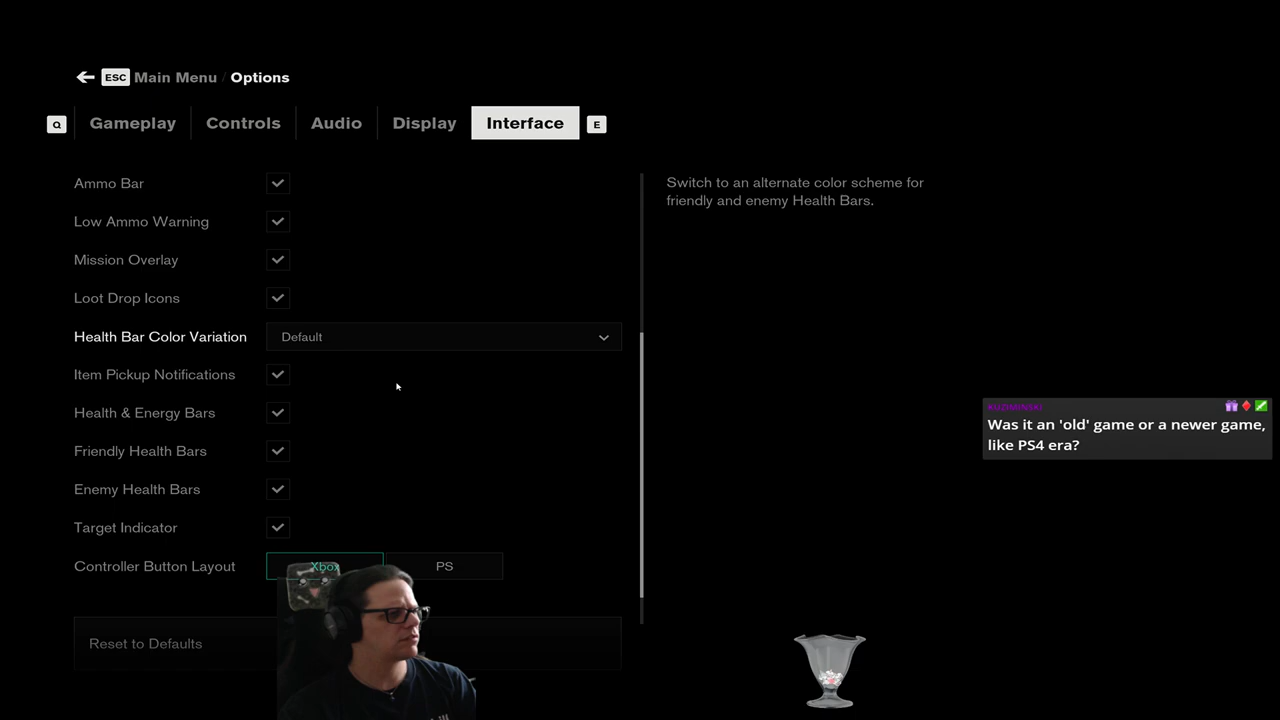 ESC Main Menu / Options
Q Gameplay Controls Audio Display Interface E
Ammo Bar
Low Ammo Warning
Mission Overlay
Loot Drop Icons
Health Bar Color Variation Default
Item Pickup Notifications
Health & Energy Bars
Friendly Health Bars
Enemy Health Bars
Target Indicator
Controller Button Layout Xbox PS
Reset to Defaults
Switch to an alternate color scheme for
friendly and enemy Health Bars.
KUZIMINSKI
Was it an 'old' game or a newer game,
like PS4 era?